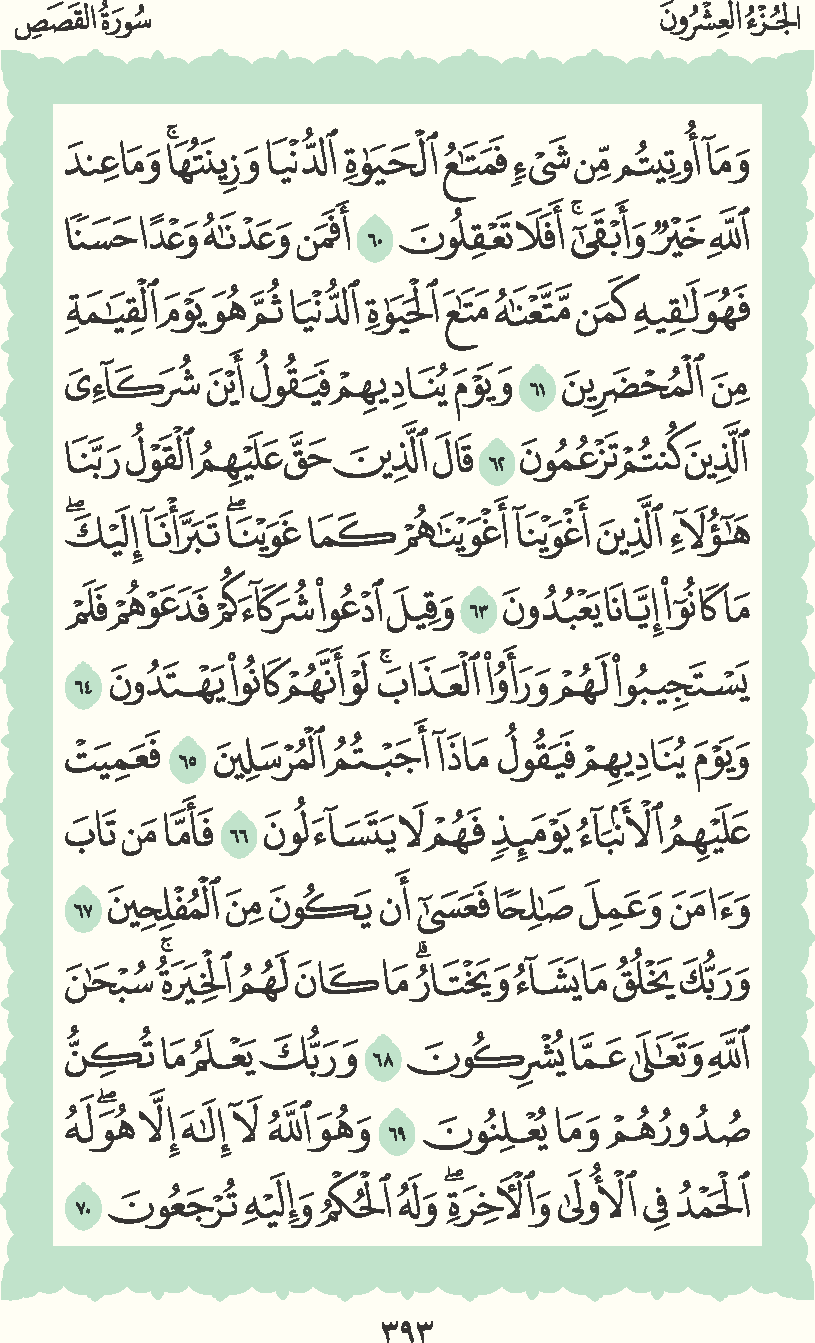 الجُزْءُ العِشْرُونَ
سُورَةُ القَصَصِ
وَمَآ أُوتِيتُم مِّن شَىْءٍ فَمَتَـٰعُ ٱلْحَيَوٰةِ ٱلدُّنْيَا وَزِينَتُهَا ۚ وَمَا عِندَ
ٱللَّهِ خَيْرٌ وَأَبْقَىٰٓ ۚ أَفَلَا تَعْقِلُونَ ٦٠ أَفَمَن وَعَدْنَـٰهُ وَعْدًا حَسَنًا
فَهُوَ لَـٰقِيهِ كَمَن مَّتَّعْنَـٰهُ مَتَـٰعَ ٱلْحَيَوٰةِ ٱلدُّنْيَا ثُمَّ هُوَ يَوْمَ ٱلْقِيَـٰمَةِ
مِنَ ٱلْمُحْضَرِينَ ٦١ وَيَوْمَ يُنَادِيهِمْ فَيَقُولُ أَيْنَ شُرَكَآءِىَ
ٱلَّذِينَ كُنتُمْ تَزْعُمُونَ ٦٢ قَالَ ٱلَّذِينَ حَقَّ عَلَيْهِمُ ٱلْقَوْلُ رَبَّنَا
هَـٰٓؤُلَآءِ ٱلَّذِينَ أَغْوَيْنَآ أَغْوَيْنَـٰهُمْ كَمَا غَوَيْنَا ۖ تَبَرَّأْنَآ إِلَيْكَ ۖ
مَا كَانُوٓا۟ إِيَّانَا يَعْبُدُونَ ٦٣ وَقِيلَ ٱدْعُوا۟ شُرَكَآءَكُمْ فَدَعَوْهُمْ فَلَمْ
يَسْتَجِيبُوا۟ لَهُمْ وَرَأَوُا۟ ٱلْعَذَابَ ۚ لَوْ أَنَّهُمْ كَانُوا۟ يَهْتَدُونَ ٦٤
وَيَوْمَ يُنَادِيهِمْ فَيَقُولُ مَاذَآ أَجَبْتُمُ ٱلْمُرْسَلِينَ ٦٥ فَعَمِيَتْ
عَلَيْهِمُ ٱلْأَنۢبَآءُ يَوْمَئِذٍ فَهُمْ لَا يَتَسَآءَلُونَ ٦٦ فَأَمَّا مَن تَابَ
وَءَامَنَ وَعَمِلَ صَـٰلِحًا فَعَسَىٰٓ أَن يَكُونَ مِنَ ٱلْمُفْلِحِينَ ٦٧
وَرَبُّكَ يَخْلُقُ مَا يَشَآءُ وَيَخْتَارُ ۗ مَا كَانَ لَهُمُ ٱلْخِيَرَةُ ۚ سُبْحَـٰنَ
ٱللَّهِ وَتَعَـٰلَىٰ عَمَّا يُشْرِكُونَ ٦٨ وَرَبُّكَ يَعْلَمُ مَا تُكِنُّ
صُدُورُهُمْ وَمَا يُعْلِنُونَ ٦٩ وَهُوَ ٱللَّهُ لَآ إِلَـٰهَ إِلَّا هُوَ ۖ لَهُ
ٱلْحَمْدُ فِى ٱلْأُولَىٰ وَٱلْـَٔاخِرَةِ ۖ وَلَهُ ٱلْحُكْمُ وَإِلَيْهِ تُرْجَعُونَ ٧٠
٣٩٣